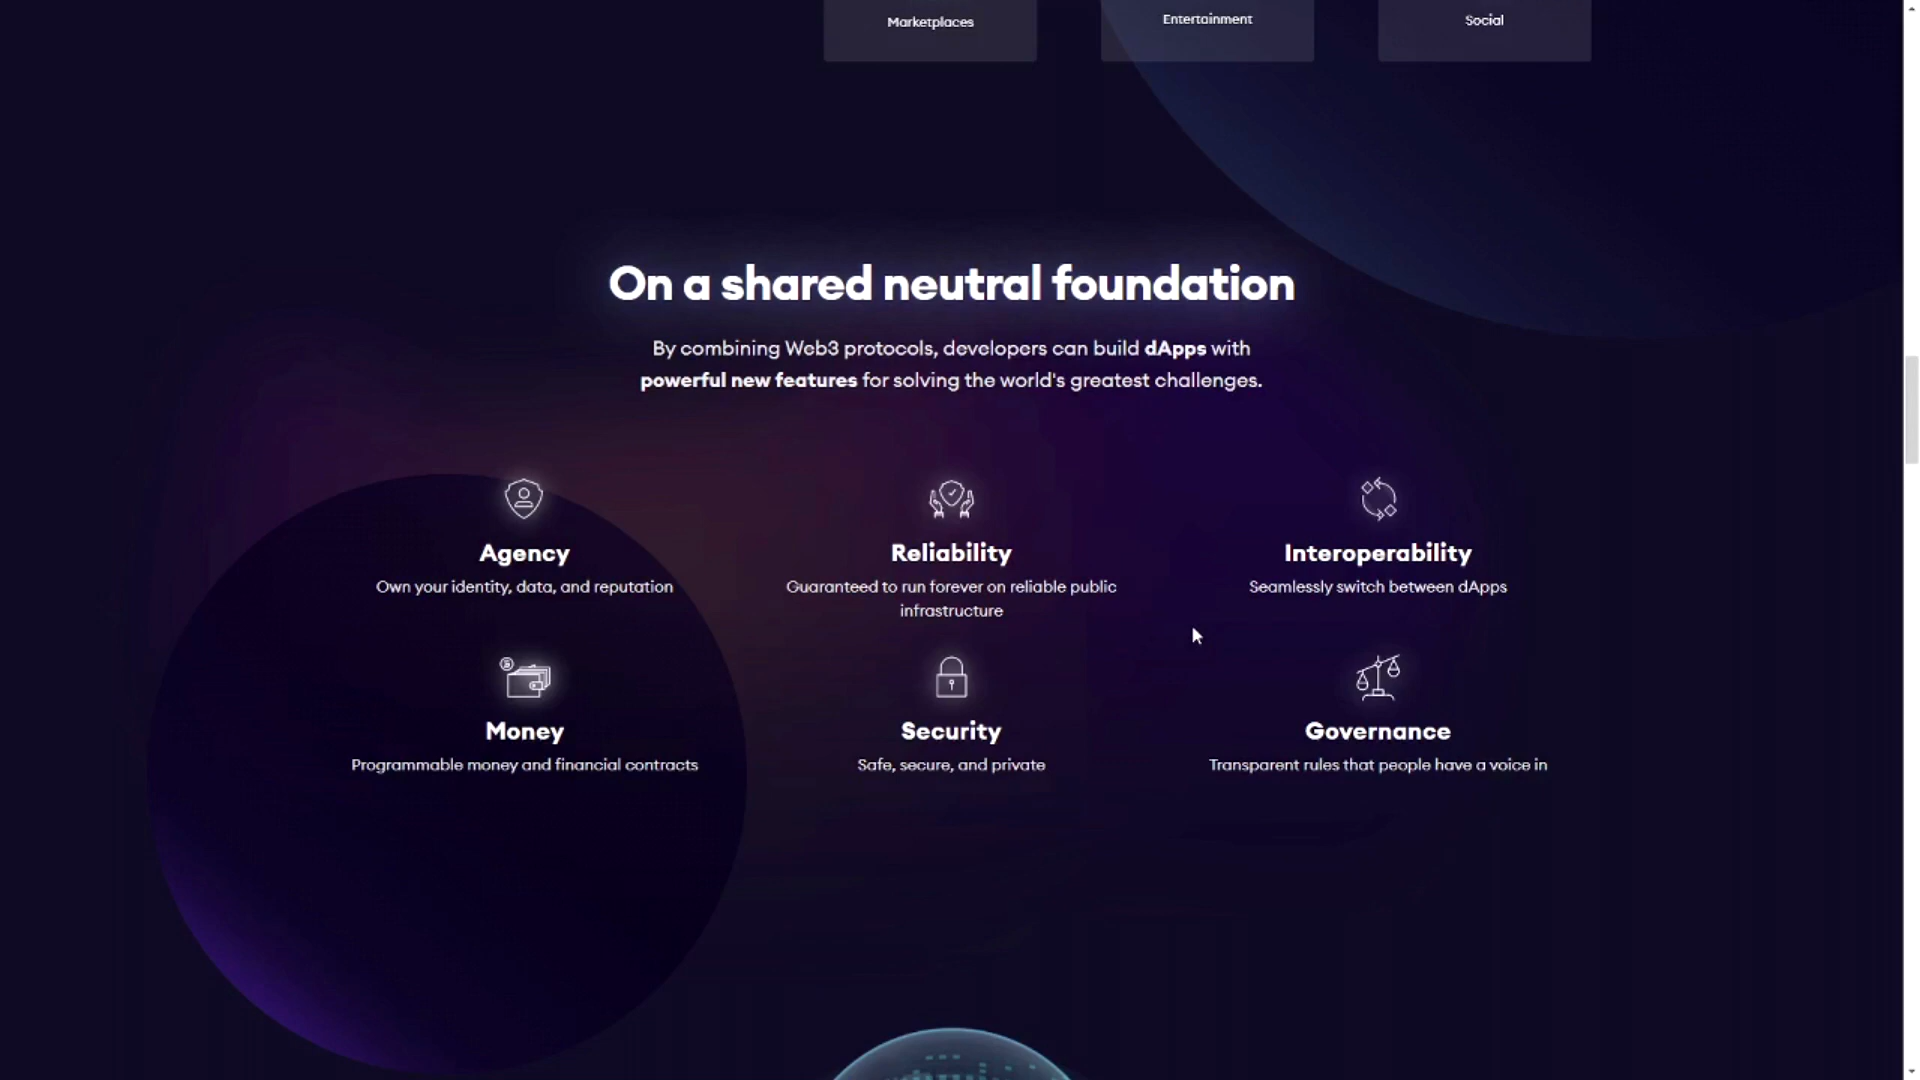 Marketplaces
Entertainment
Social
On a shared neutral foundation
By combining Web3 protocols, developers can build dApps with
powerful new features for solving the world's greatest challenges.
Agency
Own your identity, data, and reputation
Reliability
Guaranteed to run forever on reliable public
infrastructure
Interoperability
Seamlessly switch between dApps
Money
Programmable money and financial contracts
Security
Safe, secure, and private
Governance
Transparent rules that people have a voice in